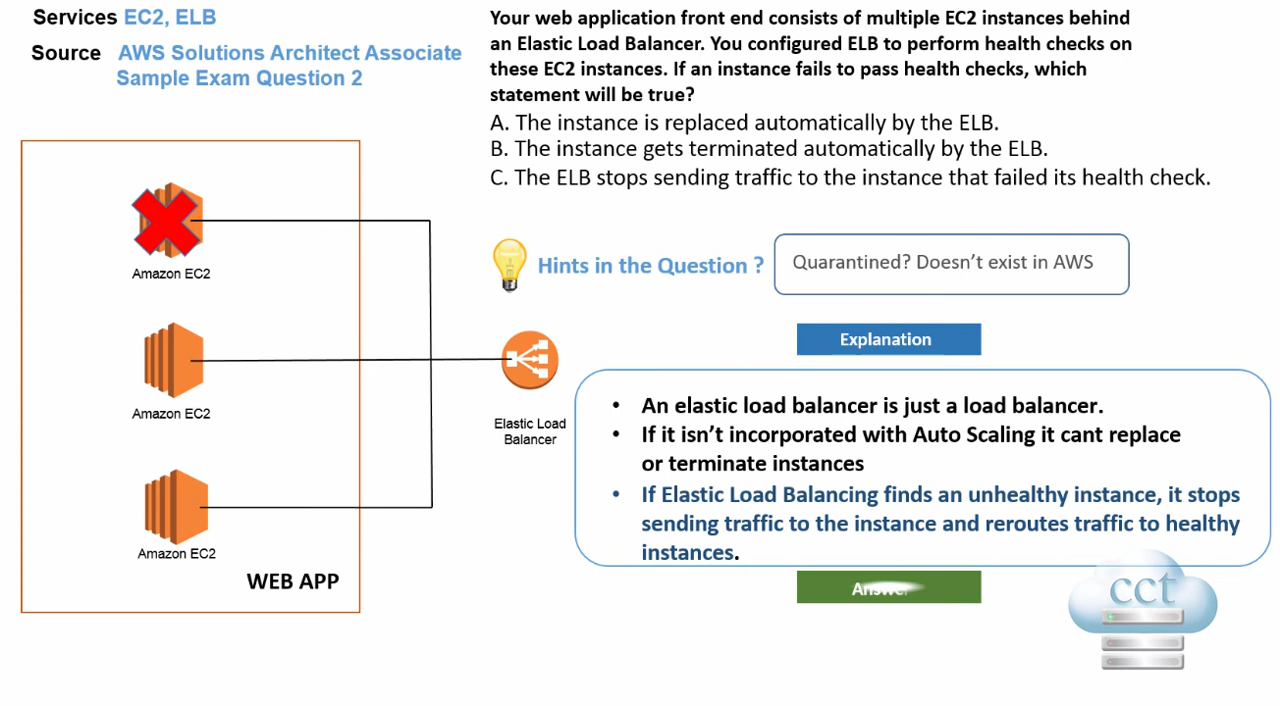 Services EC2, ELB
Source AWS Solutions Architect Associate
Sample Exam Question 2
Your web application front end consists of multiple EC2 instances behind
an Elastic Load Balancer. You configured ELB to perform health checks on
these EC2 instances. If an instance fails to pass health checks, which
statement will be true?
A. The instance is replaced automatically by the ELB.
B. The instance gets terminated automatically by the ELB.
C. The ELB stops sending traffic to the instance that failed its health check.
Hints in the Question ?
Quarantined? Doesn’t exist in AWS
Explanation
• An elastic load balancer is just a load balancer.
• If it isn’t incorporated with Auto Scaling it cant replace
or terminate instances
• If Elastic Load Balancing finds an unhealthy instance, it stops
sending traffic to the instance and reroutes traffic to healthy
instances.
Amazon EC2
Amazon EC2
Amazon EC2
WEB APP
Elastic Load
Balancer
cct